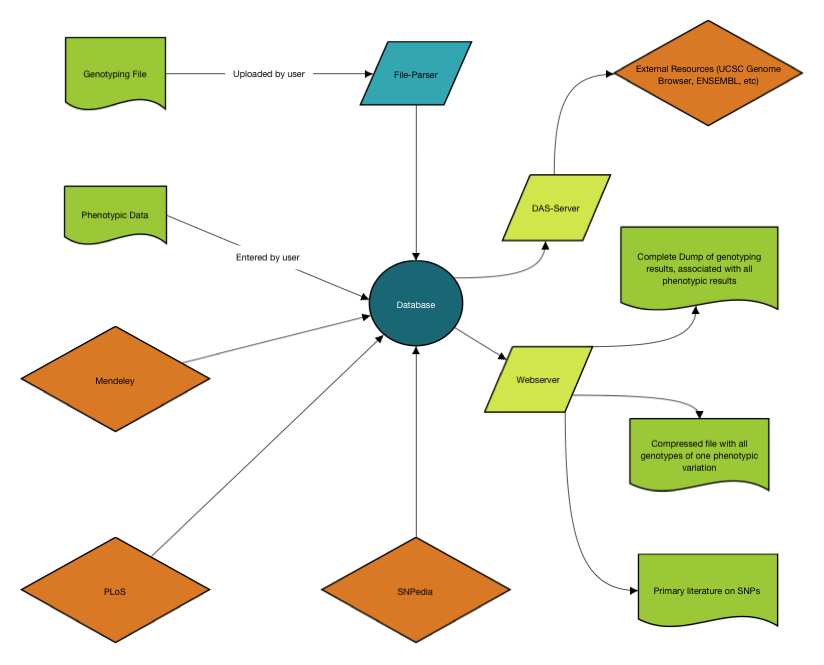 Genotyping File
Uploaded by user
File-Parser
External Resources (UCSC Genome
Browser, ENSEMBL, etc)
Phenotypic Data
DAS-Server
Entered by user
Complete Dump of genotyping
results, associated with all
phenotypic results
Database
Mendeley
Webserver
Compressed file with all
genotypes of one phenotypic
variation
PLoS
SNPedia
Primary literature on SNPs